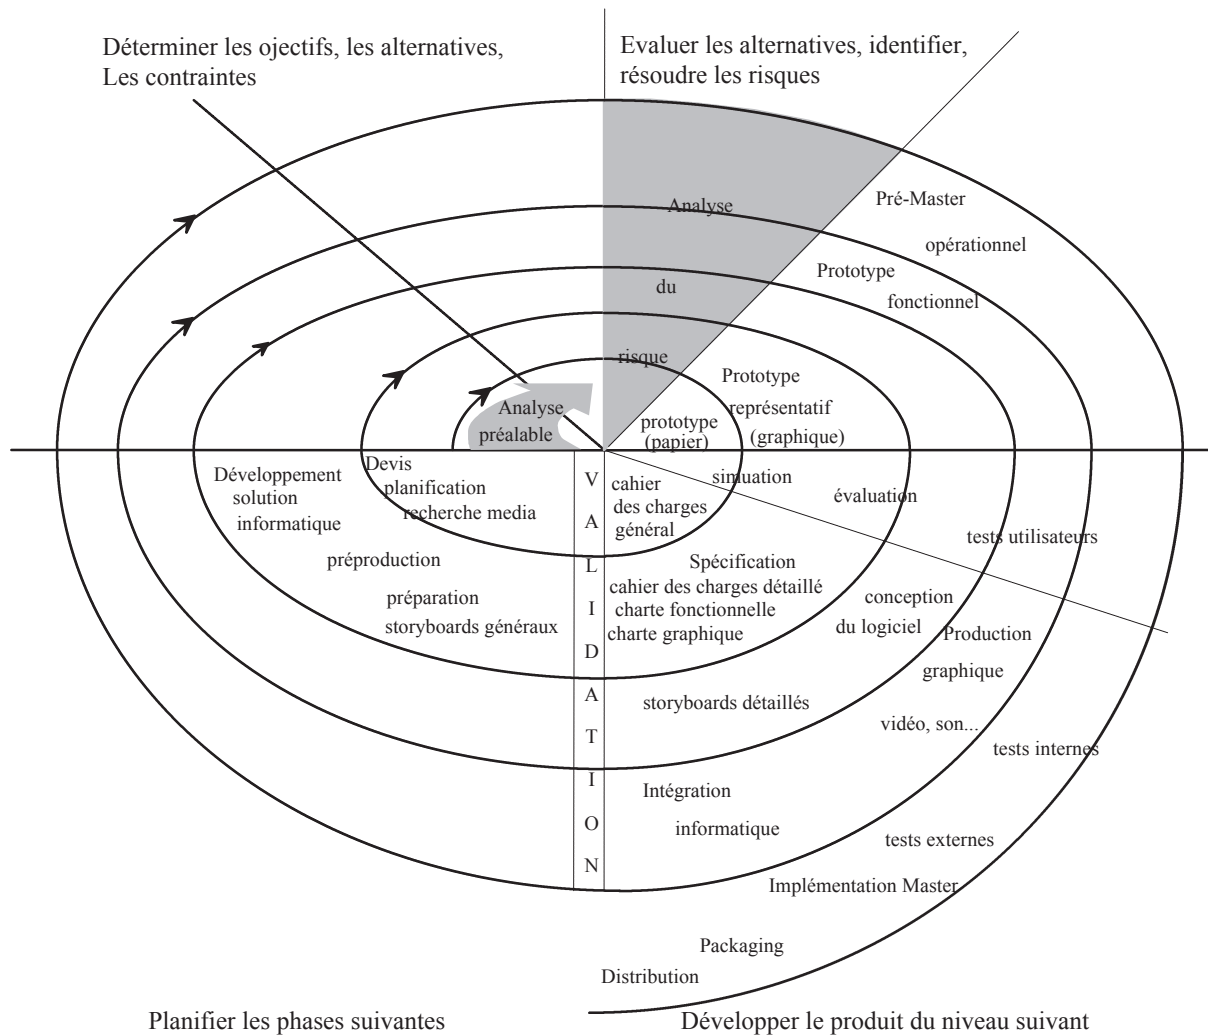 Déterminer les ojectifs, les alternatives,
Les contraintes
Evaluer les alternatives, identifier,
résoudre les risques
Analyse
du
risque
Pré-Master
opérationnel
Prototype
fonctionnel
Prototype
représentatif
(graphique)
prototype
(papier)
Analyse
préalable
Développement
solution
informatique
Devis
planification
recherche media
préproduction
préparation
storyboards généraux
V
A
L
I
D
A
T
I
O
N
cahier
des charges
général
simuation
évaluation
tests utilisateurs
Spécification
cahier des charges détaillé
charte fonctionnelle
charte graphique
conception
du logiciel
Production
graphique
vidéo, son...
storyboards détaillés
tests internes
Intégration
informatique
tests externes
Implémentation Master
Packaging
Distribution
Planifier les phases suivantes
Développer le produit du niveau suivant